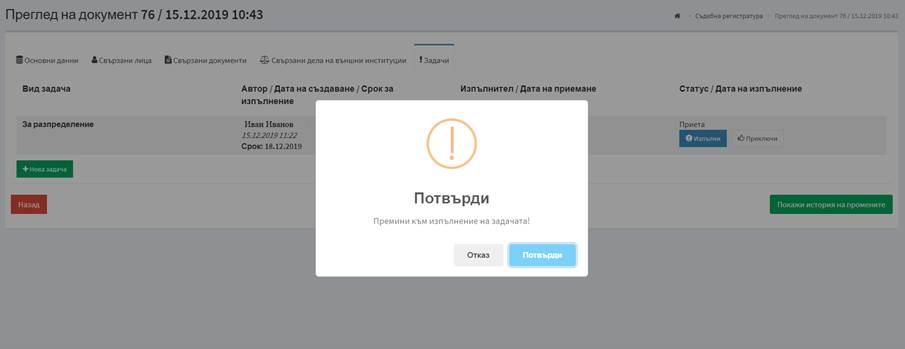 Преглед на документ 76 / 15.12.2019 10:43
Съдебна регистратура
Преглед на документ 76 / 15.12.2019 10:43
Основни данни
Свързани лица
Свързани документи
Свързани дела на външни институции
Задачи
Вид задача
Автор / Дата на създаване / Срок за изпълнение
Изпълнител / Дата на приемане
Статус / Дата на изпълнение
За разпределение
Иван Иванов
15.12.2019 11:22
Срок: 18.12.2019
Приета
Изпълни
Приключи
Нова задача
Назад
Покажи история на промените
Потвърди
Премини към изпълнение на задачата!
Отказ
Потвърди